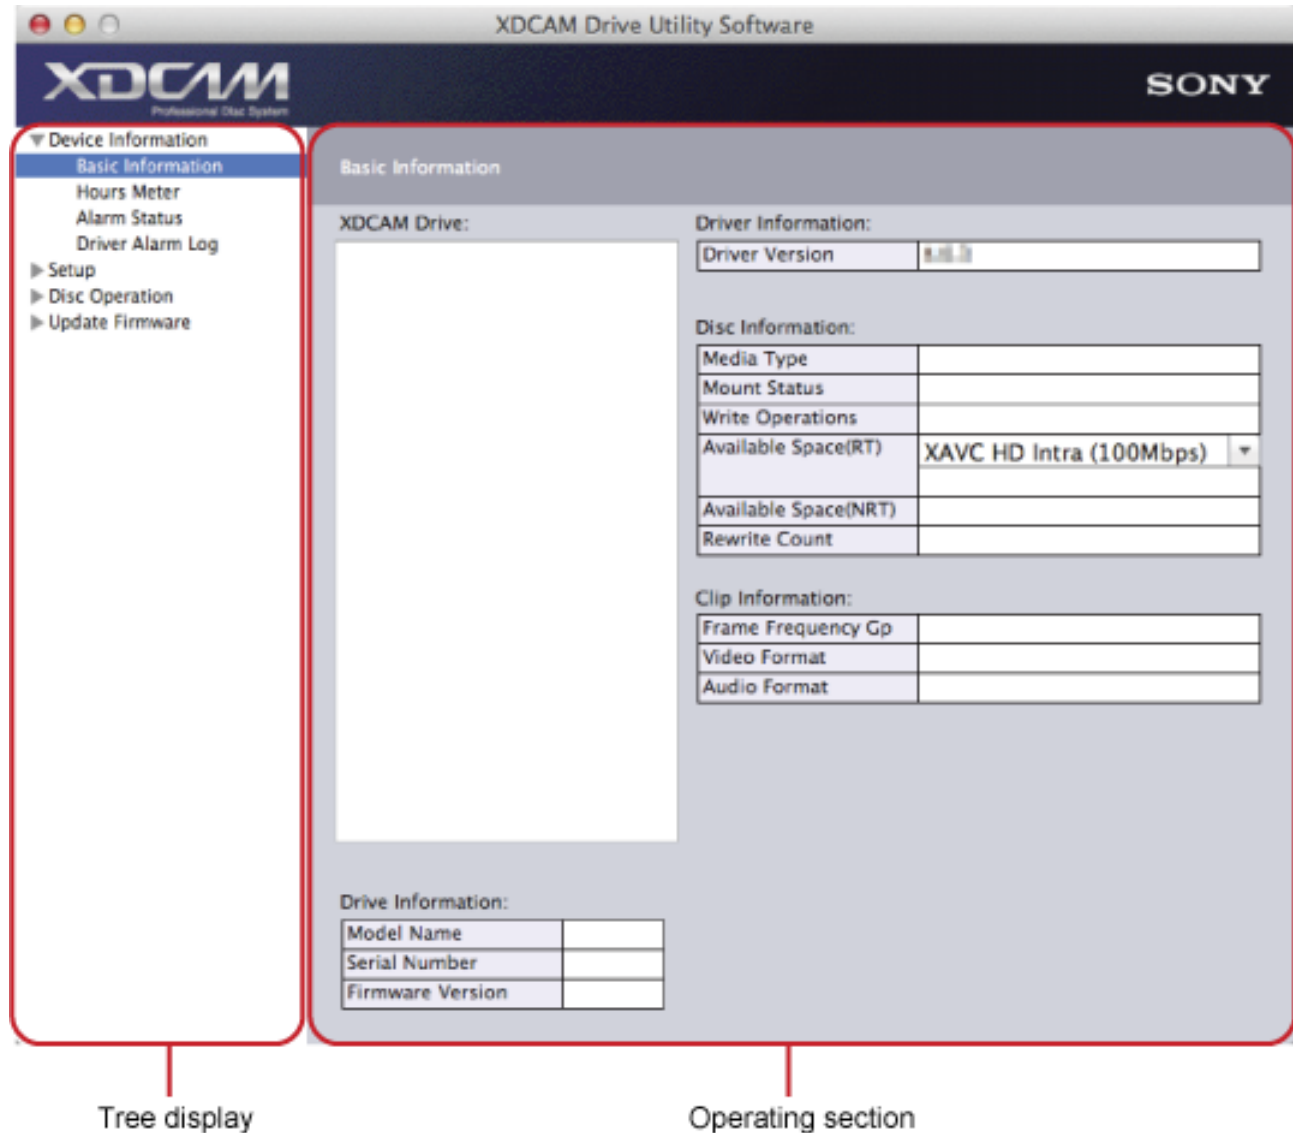 XDCAM Drive Utility Software
XDCAM
Professional Disc System
SONY
Device Information
Basic Information
Hours Meter
Alarm Status
Driver Alarm Log
Setup
Disc Operation
Update Firmware
Basic Information
XDCAM Drive:
Drive Information:
Model Name
Serial Number
Firmware Version
Driver Information:
Driver Version
Disc Information:
Media Type
Mount Status
Write Operations
Available Space(RT) XAVC HD Intra (100Mbps)
Available Space(NRT)
Rewrite Count
Clip Information:
Frame Frequency Gp
Video Format
Audio Format
Tree display
Operating section